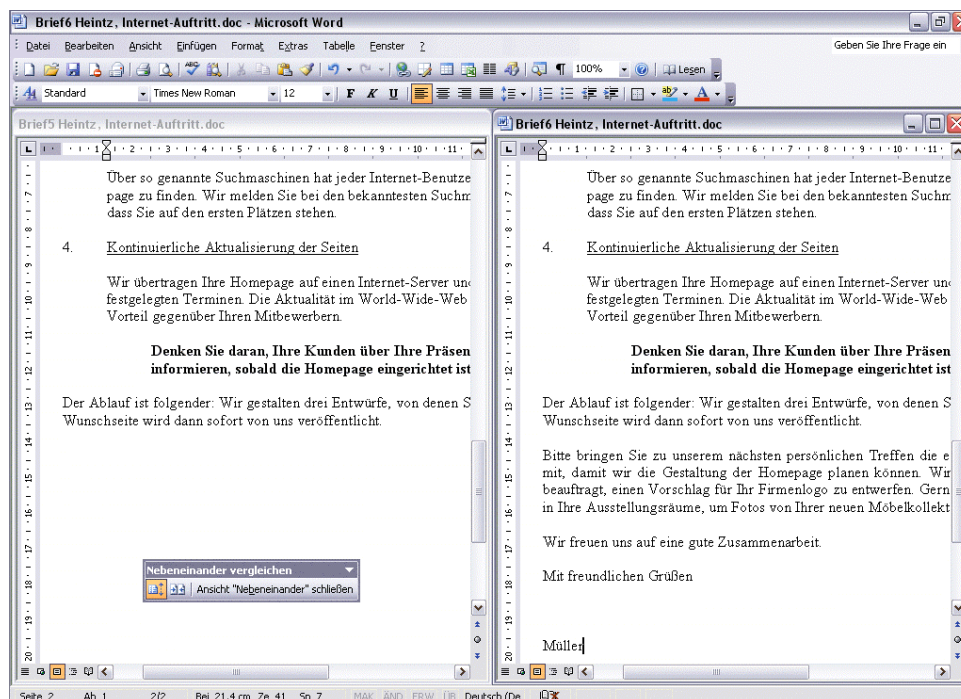 Brief6 Heintz, Internet-Auftritt.doc - Microsoft Word
Datei Bearbeiten Ansicht Einfügen Format Extras Tabelle Fenster ? Geben Sie Ihre Frage ein
100% Lesen
Standard Times New Roman 12 F K U
Brief5 Heintz, Internet-Auftritt.doc
Über so genannte Suchmaschinen hat jeder Internet-Benutze
page zu finden. Wir melden Sie bei den bekanntesten Suchm
dass Sie auf den ersten Plätzen stehen.
4. Kontinuierliche Aktualisierung der Seiten
Wir übertragen Ihre Homepage auf einen Internet-Server und
festgelegten Terminen. Die Aktualität im World-Wide-Web
Vorteil gegenüber Ihren Mitbewerbern.
Denken Sie daran, Ihre Kunden über Ihre Präsen
informieren, sobald die Homepage eingerichtet ist
Der Ablauf ist folgender: Wir gestalten drei Entwürfe, von denen S
Wunschseite wird dann sofort von uns veröffentlicht.
Nebeneinander vergleichen
Ansicht "Nebeneinander" schließen
Brief6 Heintz, Internet-Auftritt.doc
Über so genannte Suchmaschinen hat jeder Internet-Benutze
page zu finden. Wir melden Sie bei den bekanntesten Suchm
dass Sie auf den ersten Plätzen stehen.
4. Kontinuierliche Aktualisierung der Seiten
Wir übertragen Ihre Homepage auf einen Internet-Server und
festgelegten Terminen. Die Aktualität im World-Wide-Web
Vorteil gegenüber Ihren Mitbewerbern.
Denken Sie daran, Ihre Kunden über Ihre Präsen
informieren, sobald die Homepage eingerichtet ist
Der Ablauf ist folgender: Wir gestalten drei Entwürfe, von denen S
Wunschseite wird dann sofort von uns veröffentlicht.
Bitte bringen Sie zu unserem nächsten persönlichen Treffen die e
mit, damit wir die Gestaltung der Homepage planen können. Wir
beauftragt, einen Vorschlag für Ihr Firmenlogo zu entwerfen. Gern
in Ihre Ausstellungsräume, um Fotos von Ihrer neuen Möbelkollekt
Wir freuen uns auf eine gute Zusammenarbeit.
Mit freundlichen Grüßen
Müller
Seite 2 Ab 1 2/2 Bei 21,4 cm Ze 41 Sp 7 MAK ÄND ERW ÜB Deutsch (De